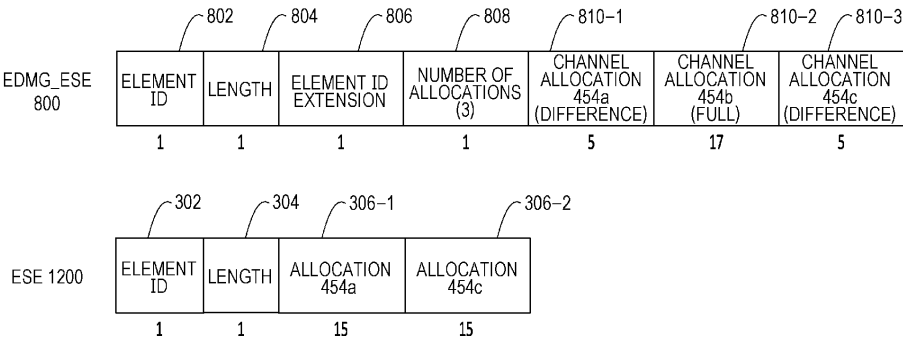 802
804
806
808
810-1
810-2
810-3
EDMG_ESE
800
ELEMENT
ID
LENGTH
ELEMENT ID
EXTENSION
NUMBER OF
ALLOCATIONS
(3)
CHANNEL
ALLOCATION
454a
(DIFFERENCE)
CHANNEL
ALLOCATION
454b
(FULL)
CHANNEL
ALLOCATION
454c
(DIFFERENCE)
1
1
1
1
5
17
5
302
304
306-1
306-2
ESE 1200
ELEMENT
ID
LENGTH
ALLOCATION
454a
ALLOCATION
454c
1
1
15
15